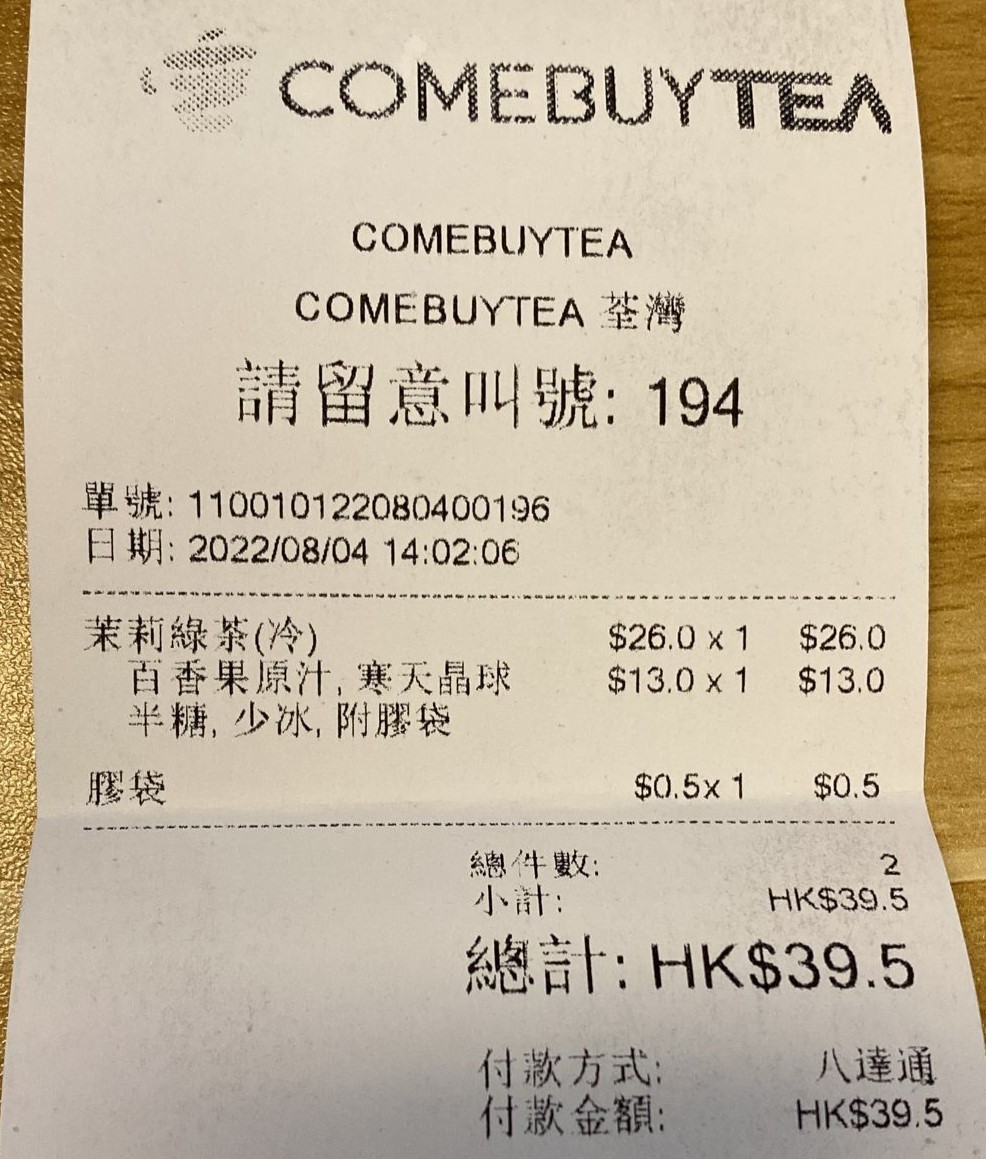 COMEBUYTEA
COMEBUYTEA
COMEBUYTEA 荃灣
請留意叫號: 194
單號: 110010122080400196
日期: 2022/08/04 14:02:06
茉莉綠茶(冷) $26.0 x 1 $26.0
百香果原汁, 寒天晶球 $13.0 x 1 $13.0
半糖, 少冰, 附膠袋
膠袋 $0.5x 1 $0.5
總件數: 2
小計: HK$39.5
總計: HK$39.5
付款方式: 八達通
付款金額: HK$39.5